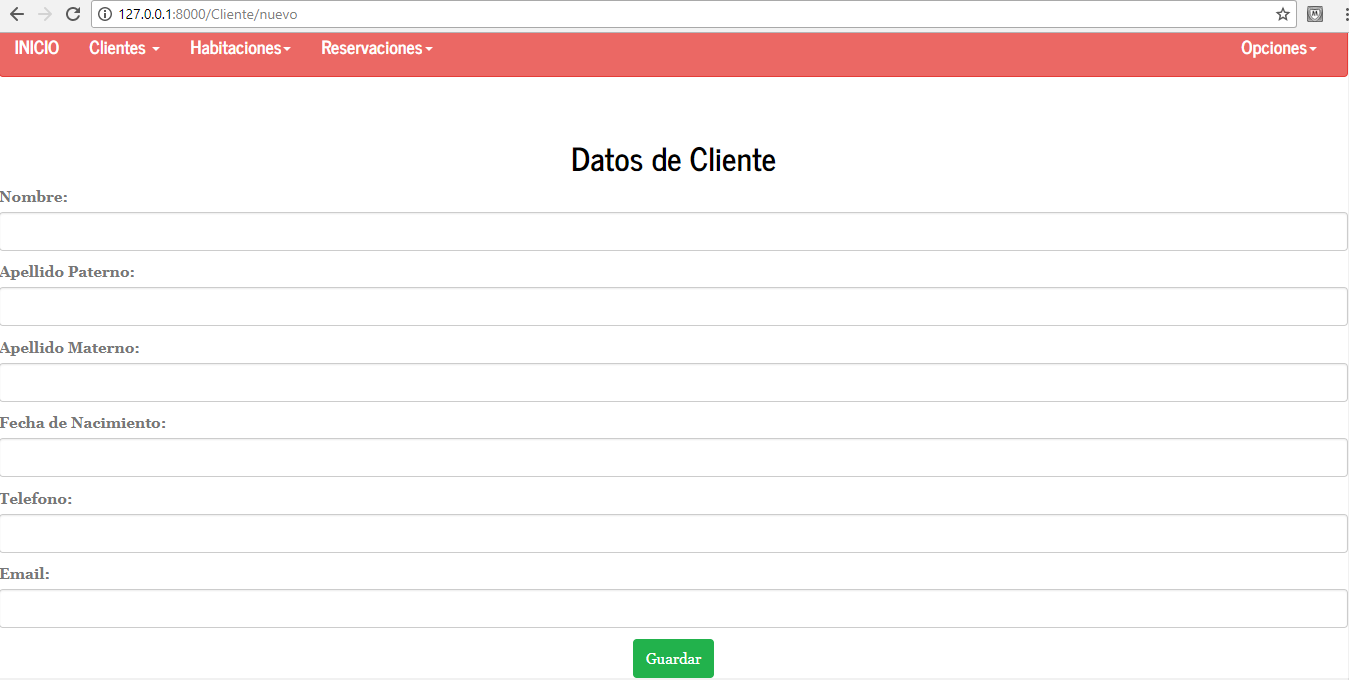 127.0.0.1:8000/Cliente/nuevo
INICIO Clientes Habitaciones Reservaciones Opciones
Datos de Cliente
Nombre:
Apellido Paterno:
Apellido Materno:
Fecha de Nacimiento:
Telefono:
Email:
Guardar